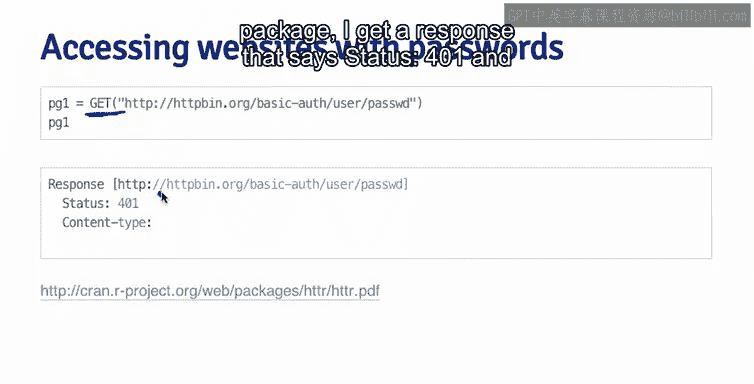 package, I get a response
Accessing websites with passwords
that says Status: 401 and
pg1 = GET("http://httpbin.org/basic-auth/user/passwd")
pg1
Response [http://httpbin.org/basic-auth/user/passwd]
Status: 401
Content-type:
http://cran.r-project.org/web/packages/httr/httr.pdf